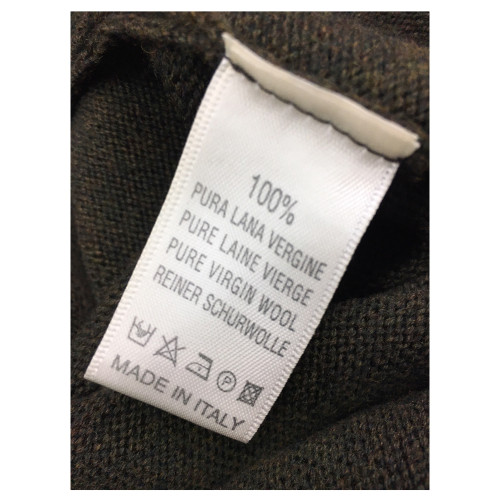 100%
PURA LANA VERGINE
PURE LAINE VIERGE
PURE VIRGIN WOOL
REINER SCHURWOLLE
P
MADE IN ITALY